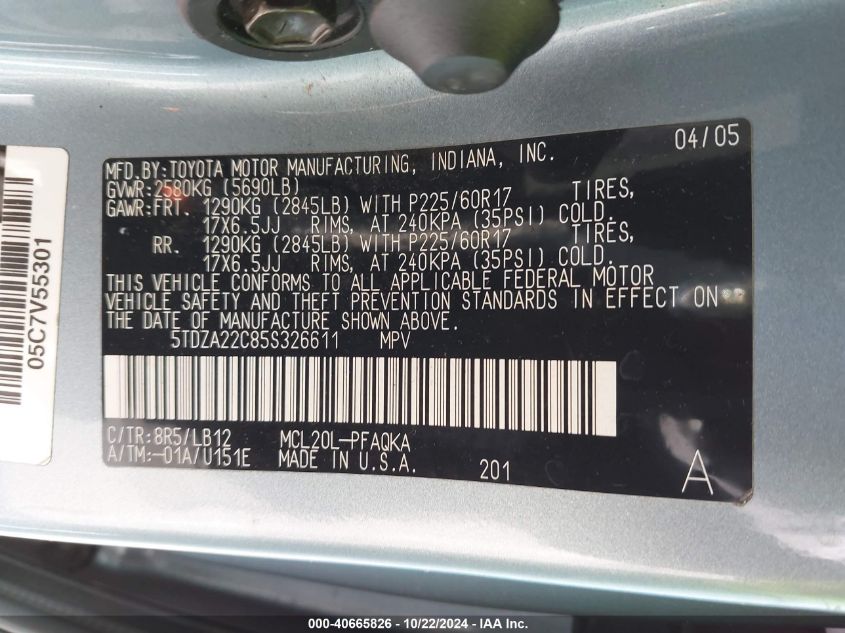 04/05
MFD.BY:TOYOTA MOTOR MANUFACTURING, INDIANA, INC.
GVWR:2580KG (5690LB)
GAWR:FRT. 1290KG (2845LB) WITH P225/60R17 TIRES,
17X6.5JJ RIMS, AT 240KPA (35PSI) COLD.
RR. 1290KG (2845LB) WITH P225/60R17 TIRES,
17X6.5JJ RIMS, AT 240KPA (35PSI) COLD.
THIS VEHICLE CONFORMS TO ALL APPLICABLE FEDERAL MOTOR
VEHICLE SAFETY AND THEFT PREVENTION STANDARDS IN EFFECT ON
THE DATE OF MANUFACTURE SHOWN ABOVE.
5TDZA22C85S326611 MPV
C/TR:8R5/LB12 MCL20L-PFAQKA
A/TM:-01A/U151E MADE IN U.S.A. 201 A
05C7V55301
000-40665826 - 10/22/2024 - IAA Inc.